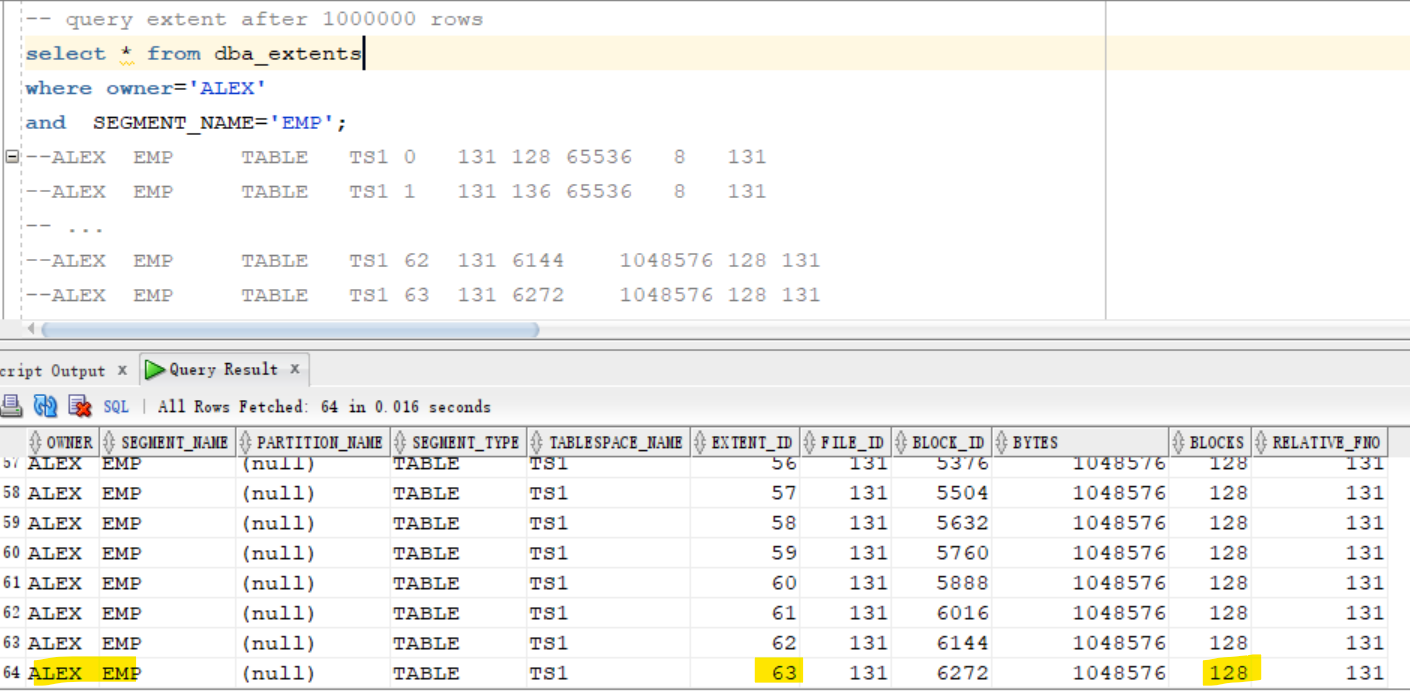 -- query extent after 1000000 rows
select * from dba_extents
where owner='ALEX'
and  SEGMENT_NAME='EMP';
--ALEX  EMP     TABLE   TS1 0   131 128 65536   8   131
--ALEX  EMP     TABLE   TS1 1   131 136 65536   8   131
-- ...
--ALEX  EMP     TABLE   TS1 62  131 6144    1048576 128 131
--ALEX  EMP     TABLE   TS1 63  131 6272    1048576 128 131
cript Output x Query Result x
SQL | All Rows Fetched: 64 in 0.016 seconds
OWNER SEGMENT_NAME PARTITION_NAME SEGMENT_TYPE TABLESPACE_NAME EXTENT_ID FILE_ID BLOCK_ID BYTES BLOCKS RELATIVE_FNO
57 ALEX EMP (null) TABLE TS1 56 131 5376 1048576 128 131
58 ALEX EMP (null) TABLE TS1 57 131 5504 1048576 128 131
59 ALEX EMP (null) TABLE TS1 58 131 5632 1048576 128 131
60 ALEX EMP (null) TABLE TS1 59 131 5760 1048576 128 131
61 ALEX EMP (null) TABLE TS1 60 131 5888 1048576 128 131
62 ALEX EMP (null) TABLE TS1 61 131 6016 1048576 128 131
63 ALEX EMP (null) TABLE TS1 62 131 6144 1048576 128 131
64 ALEX EMP (null) TABLE TS1 63 131 6272 1048576 128 131